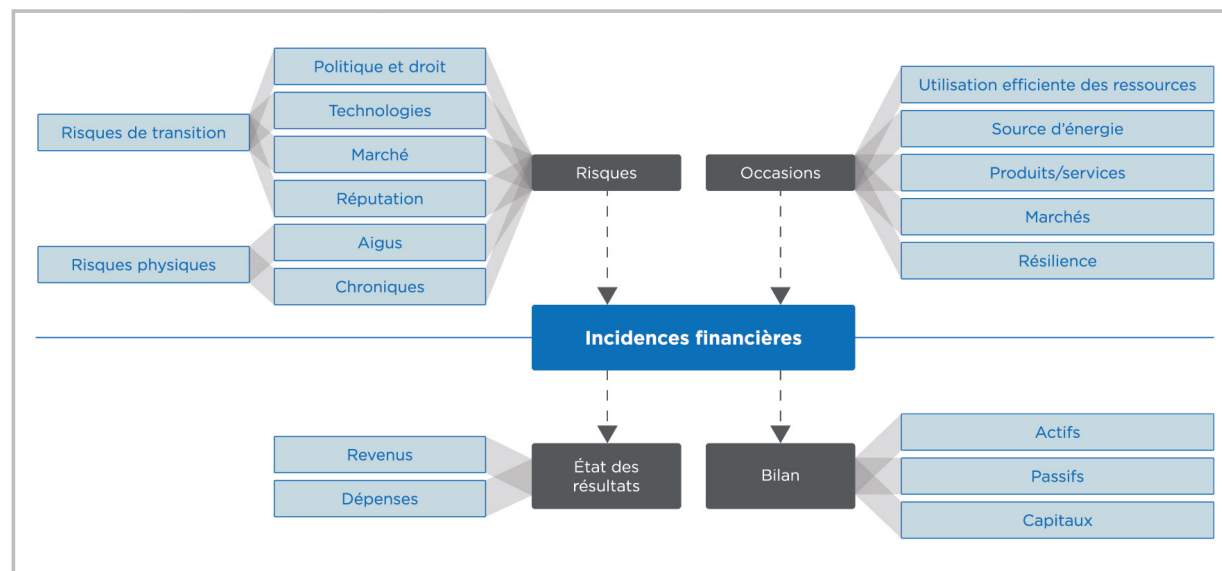 Risques de transition
Risques physiques
Politique et droit
Technologies
Marché
Réputation
Aigus
Chroniques
Risques
Occasions
Utilisation efficiente des ressources
Source d’énergie
Produits/services
Marchés
Résilience
Incidences financières
Revenus
Dépenses
État des
résultats
Bilan
Actifs
Passifs
Capitaux